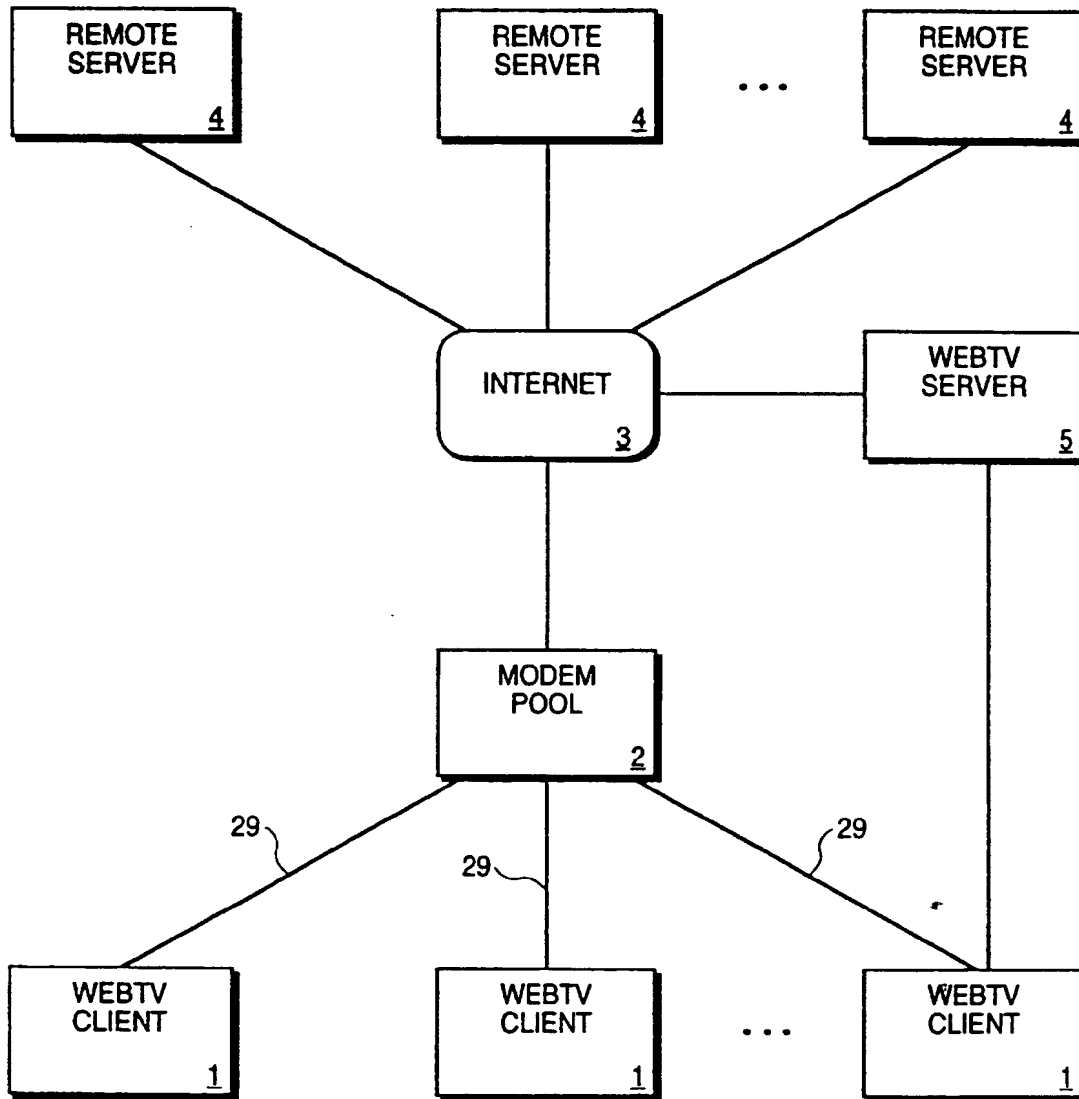 REMOTE
SERVER
4
REMOTE
SERVER
4
...
REMOTE
SERVER
4
INTERNET
3
WEBTV
SERVER
5
MODEM
POOL
2
29
29
29
WEBTV
CLIENT
1
WEBTV
CLIENT
1
...
WEBTV
CLIENT
1